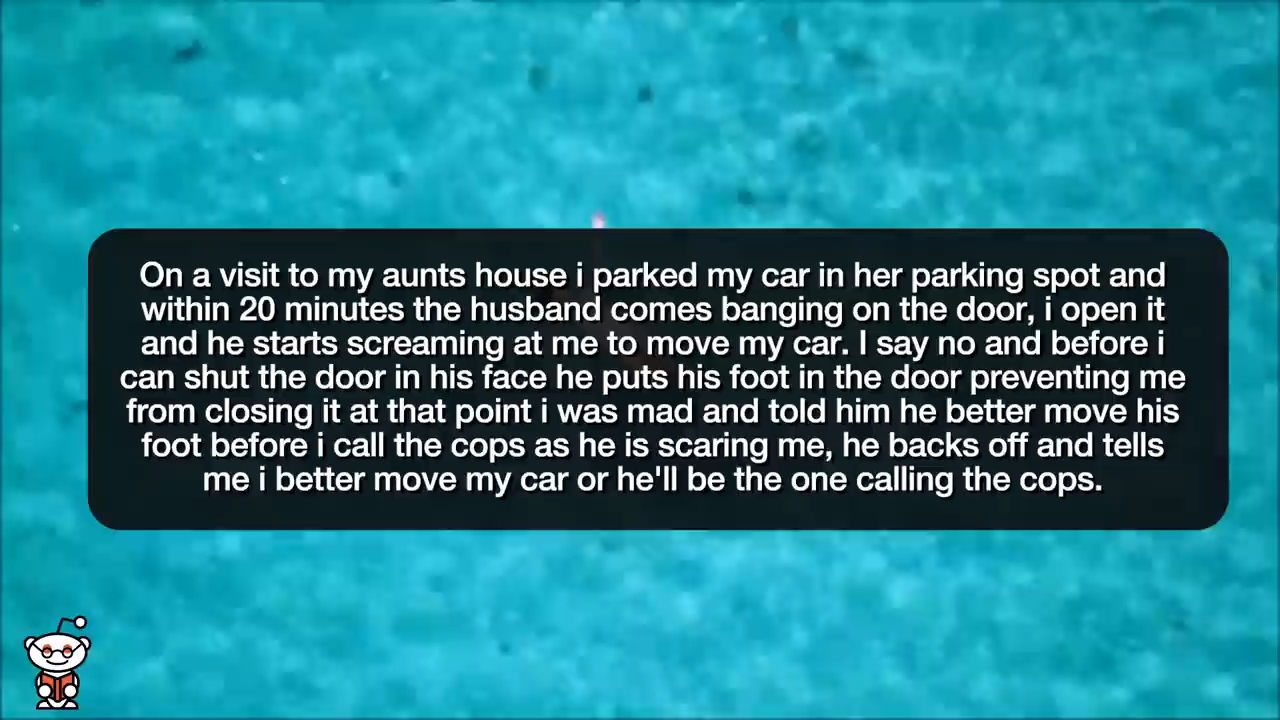 On a visit to my aunts house i parked my car in her parking spot and
within 20 minutes the husband comes banging on the door, i open it
and he starts screaming at me to move my car. I say no and before i
can shut the door in his face he puts his foot in the door preventing me
from closing it at that point i was mad and told him he better move his
foot before i call the cops as he is scaring me, he backs off and tells
me i better move my car or he'll be the one calling the cops.